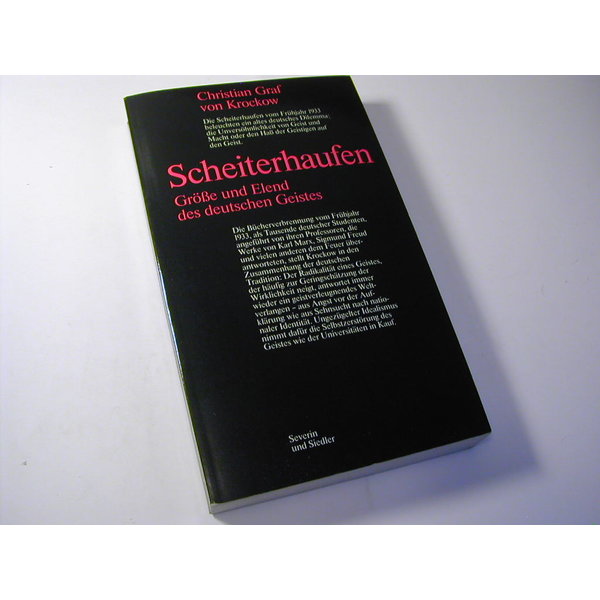 Christian Graf
von Krockow
Die Scheiterhaufen vom Frühjahr 1933
beleuchten ein altes deutsches Dilemma;
die Unversöhnlichkeit von Geist und
Macht oder den Haß der Geistigen auf
den Geist.
Scheiterhaufen
Größe und Elend
des deutschen Geistes
Die Bücherverbrennung vom Frühjahr
1933, als Tausende deutscher Studenten,
angeführt von ihren Professoren, die
Werke von Karl Marx, Sigmund Freud
und vielen anderen dem Feuer über-
antworteten, stellt Krockow in den
Zusammenhang der deutschen
Tradition: Der Radikalität eines Geistes,
der häufig zur Geringschätzung der
Wirklichkeit neigt, antwortet immer
wieder ein geistverleugnendes Welt-
verlangen – aus Angst vor der Auf-
klärung wie aus Sehnsucht nach natio-
naler Identität. Ungezügelter Idealismus
nimmt dafür die Selbstzerstörung des
Geistes wie der Universitäten in Kauf.
Severin
und Siedler